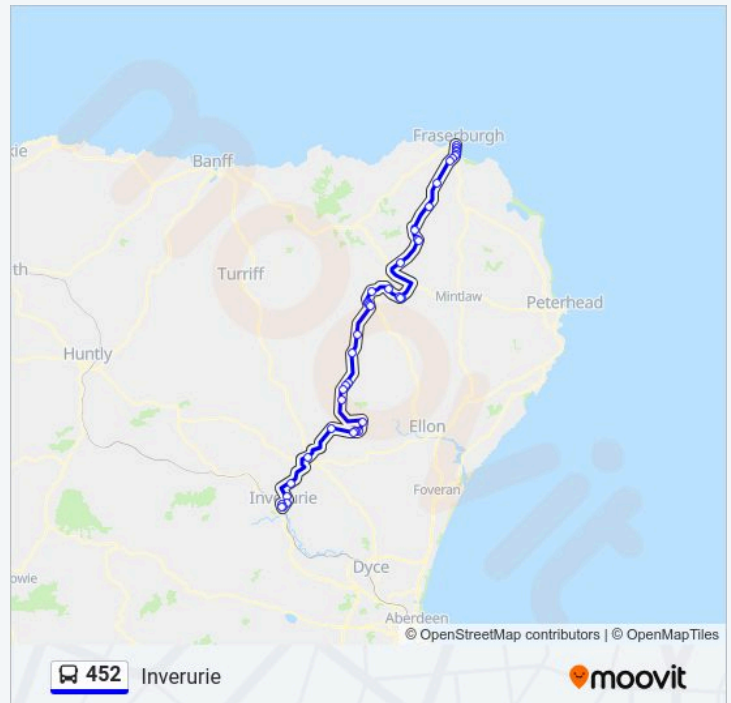 Fraserburgh
kie
Banff
th
Turriff
Mintlaw
Peterhead
Huntly
Ellon
Inverurie
Foveran
owie
Dyce
Aberdeen
© OpenStreetMap contributors | © OpenMapTiles
452 Inverurie
moovit
moovit